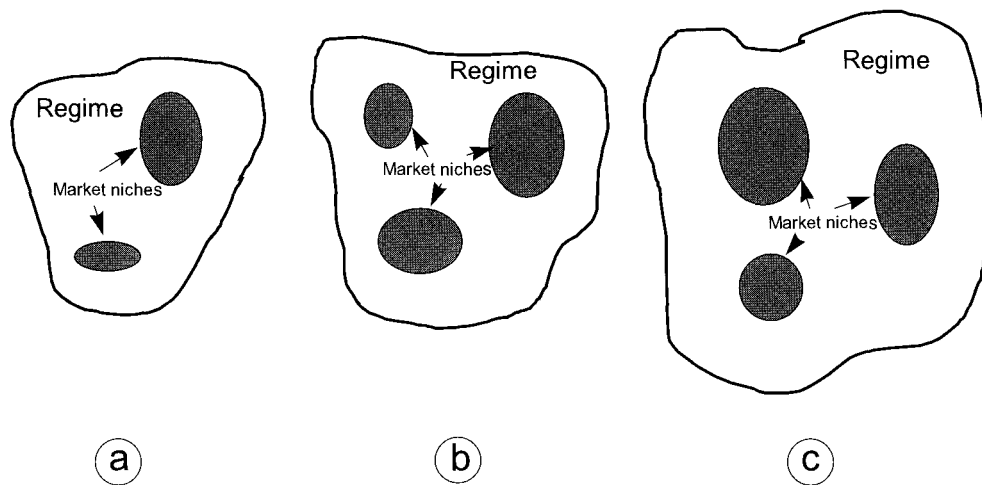 Regime
Market niches
a
Regime
Market niches
b
Regime
Market niches
c